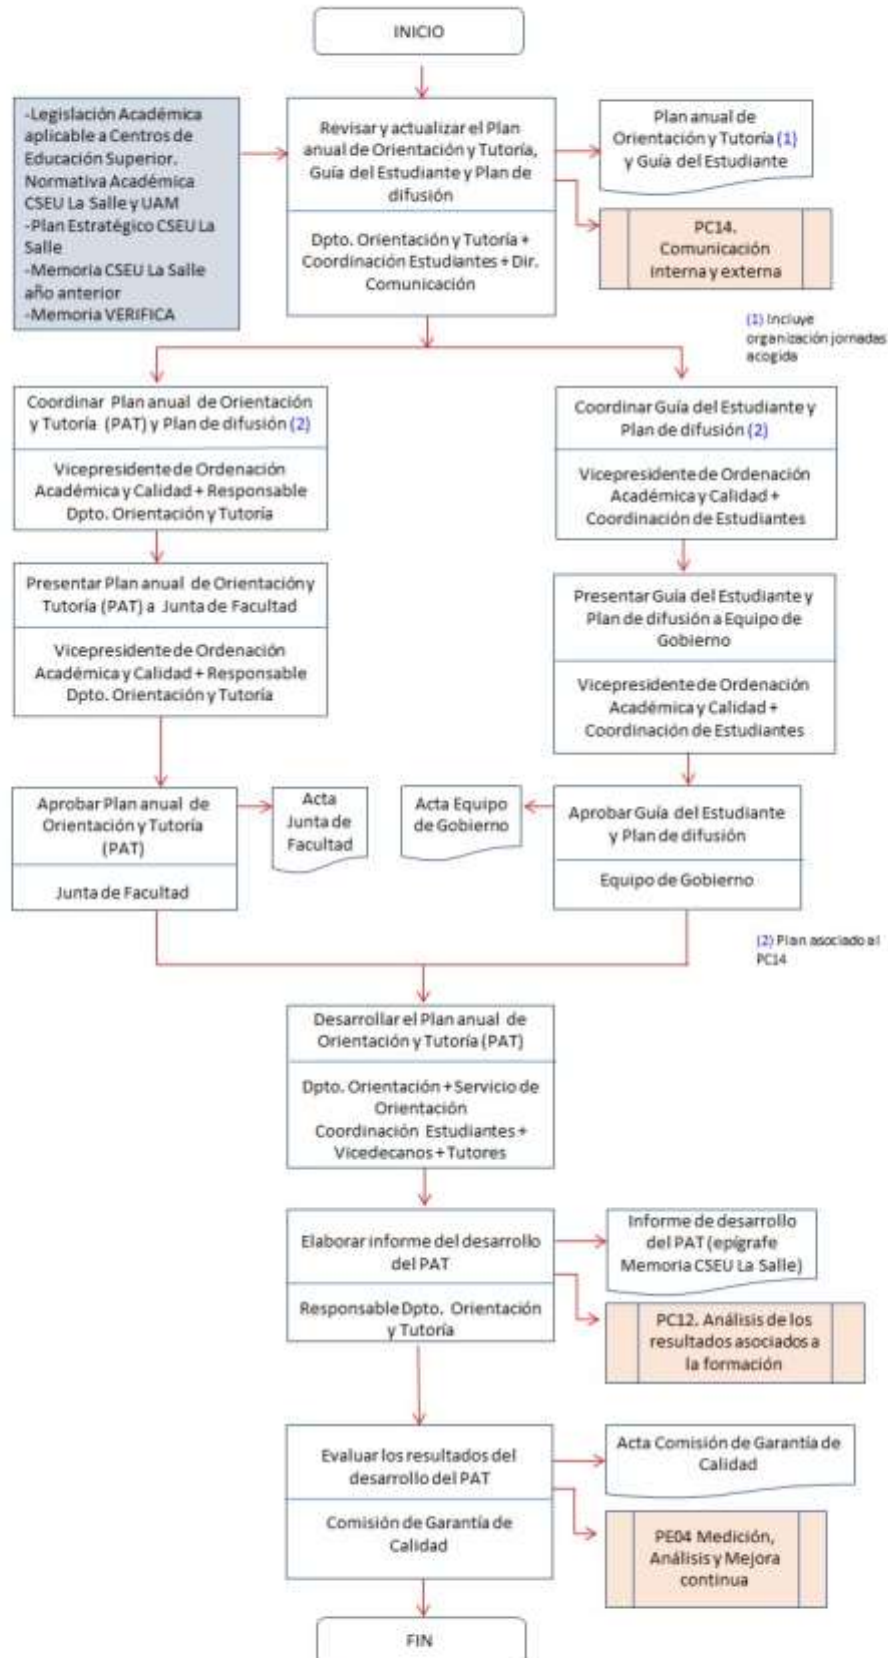 INICIO
-Legislación Académica
aplicable a Centros de
Educación Superior.
Normativa Académica
CSEU La Salle y UAM
-Plan Estratégico CSEU La
Salle
-Memoria CSEU La Salle
año anterior
-Memoria VERIFICA
Revisar y actualizar el Plan
anual de Orientación y Tutoría,
Guía del Estudiante y Plan de
difusión
Dpto. Orientación y Tutoría +
Coordinación Estudiantes + Dir.
Comunicación
Plan anual de
Orientación y Tutoría (1)
y Guía del Estudiante
PC14.
Comunicación
interna y externa
(1) Incluye
organización jornadas
acogida
Coordinar Plan anual de Orientación
y Tutoría (PAT) y Plan de difusión (2)
Vicepresidente de Ordenación
Académica y Calidad + Responsable
Dpto. Orientación y Tutoría
Coordinar Guía del Estudiante y
Plan de difusión (2)
Vicepresidente de Ordenación
Académica y Calidad +
Coordinación de Estudiantes
Presentar Plan anual de Orientación y
Tutoría (PAT) a Junta de Facultad
Vicepresidente de Ordenación
Académica y Calidad + Responsable
Dpto. Orientación y Tutoría
Presentar Guía del Estudiante y
Plan de difusión a Equipo de
Gobierno
Vicepresidente de Ordenación
Académica y Calidad +
Coordinación de Estudiantes
Aprobar Plan anual de
Orientación y Tutoría
(PAT)
Junta de Facultad
Acta
Junta de
Facultad
Acta Equipo
de Gobierno
Aprobar Guía del Estudiante
y Plan de difusión
Equipo de Gobierno
(2) Plan asociado al
PC14
Desarrollar el Plan anual de
Orientación y Tutoría (PAT)
Dpto. Orientación + Servicio de
Orientación
Coordinación Estudiantes +
Vicedecanos + Tutores
Elaborar informe del desarrollo
del PAT
Responsable Dpto. Orientación
y Tutoría
Informe de desarrollo
del PAT (epígrafe
Memoria CSEU La Salle)
PC12. Análisis de los
resultados asociados a
la formación
Evaluar los resultados del
desarrollo del PAT
Comisión de Garantía de
Calidad
Acta Comisión de Garantía de
Calidad
PE04 Medición,
Análisis y Mejora
continua
FIN